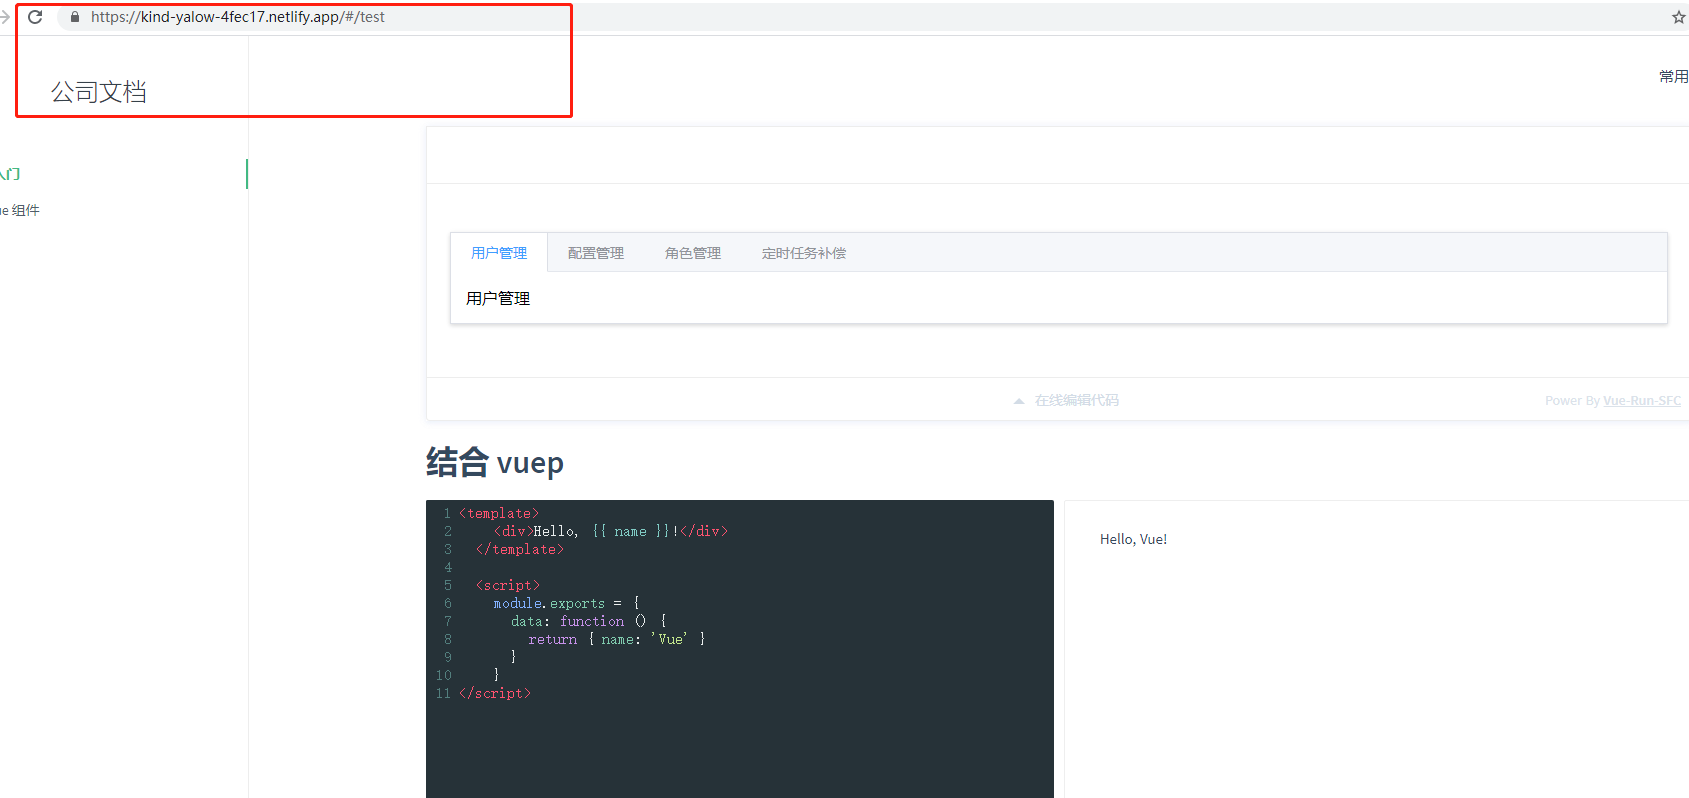 https://kind-yalow-4fec17.netlify.app/#/test
公司文档
常用
入门
ue 组件
用户管理 配置管理 角色管理 定时任务补偿
用户管理
在线编辑代码 Power By Vue-Run-SFC
结合 vuep
1 <template>
2 <div>Hello, {{ name }}!</div>
3 </template>
4
5 <script>
6 module.exports = {
7 data: function () {
8 return { name: 'Vue' }
9 }
10 }
11 </script>
Hello, Vue!